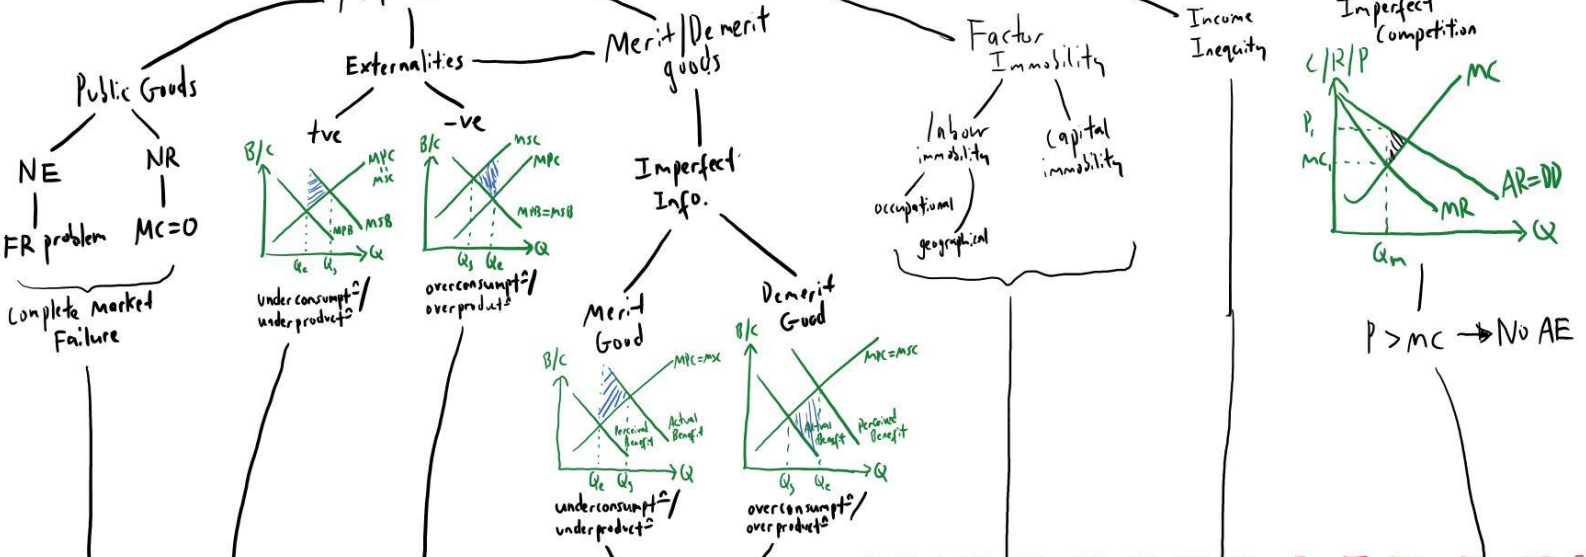 Public Goods
NE
NR
FR problem
MC=0
Complete Market
Failure
Externalities
+ve
-ve
B/C
MPC
=
MSC
MPB
MSB
Qe
Qs
Q
underconsumpt^n/
underproduct^n
B/C
MSC
MPC
MPB=MSB
Qs
Qe
Q
overconsumpt^n/
overproduct^n
Merit/Demerit
goods
Imperfect
Info.
Merit
Good
B/C
MPC=MSC
Perceived
Benefit
Actual
Benefit
Qe
Qs
Q
underconsumpt^n/
underproduct^n
Demerit
Good
B/C
MPC=MSC
Actual
Benefit
Perceived
Benefit
Qs
Qe
Q
overconsumpt^n/
overproduct^n
Factor
Immobility
labour
immobility
capital
immobility
occupational
geographical
Income
Inequity
Imperfect
Competition
C/R/P
MC
P1
MC1
AR=DD
MR
Qm
Q
P>MC → No AE